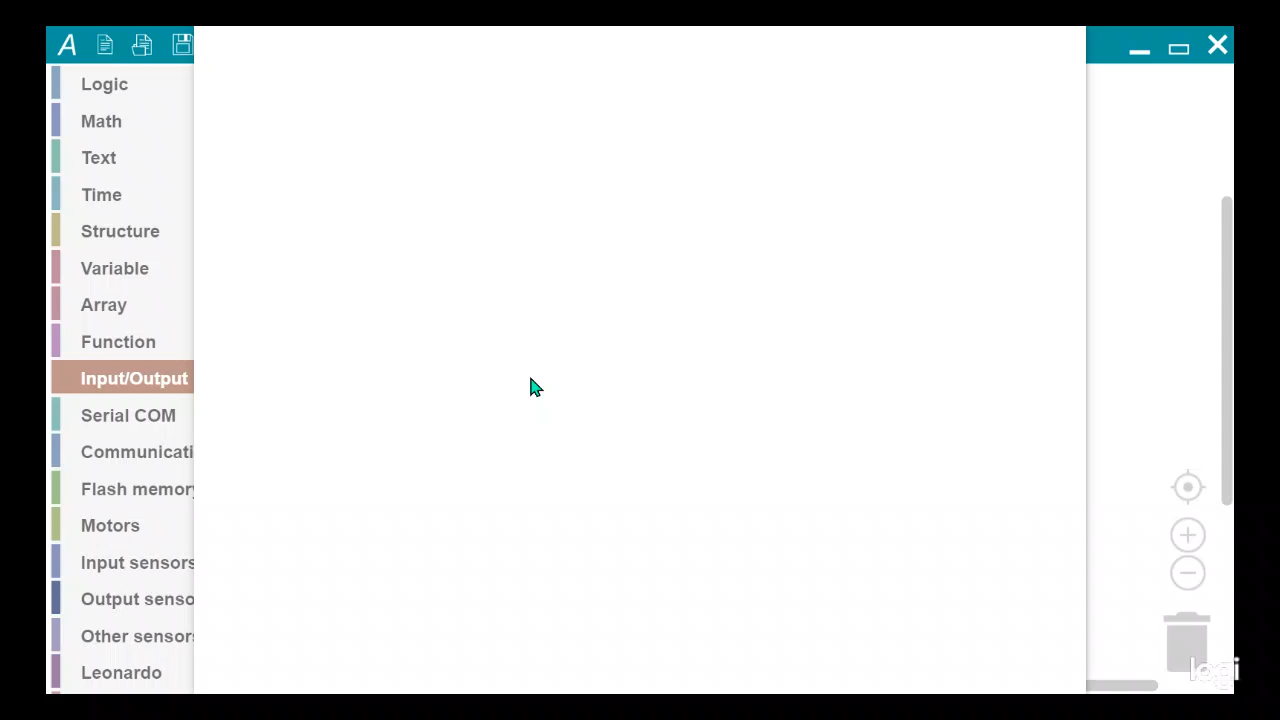 A
Logic
Math
Text
Time
Structure
Variable
Array
Function
Input/Output
Serial COM
Communicati
Flash memory
Motors
Input sensors
Output senso
Other sensors
Leonardo
logi